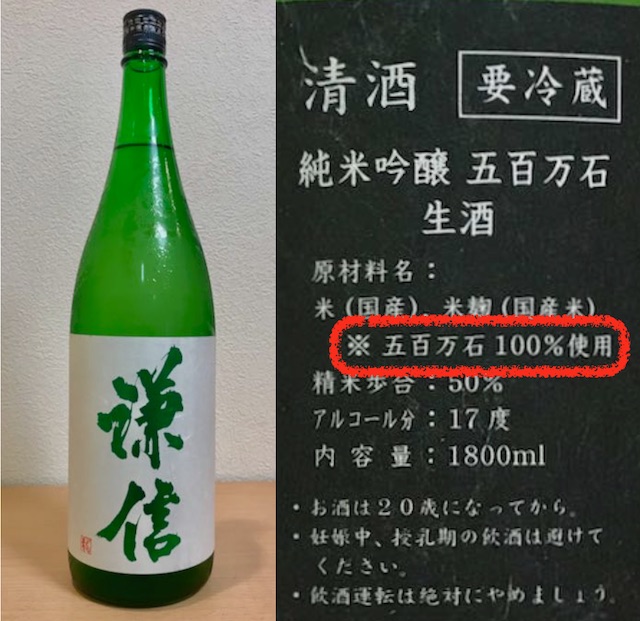 謙信
清酒
要冷蔵
純米吟醸 五百万石
生酒
原材料名：
米（国産）、米麹（国産米）
※ 五百万石 100%使用
精米歩合：50%
アルコール分：17度
内容量：1800ml
・お酒は20歳になってから。
・妊娠中、授乳期の飲酒は避けて
ください。
・飲酒運転は絶対にやめましょう。